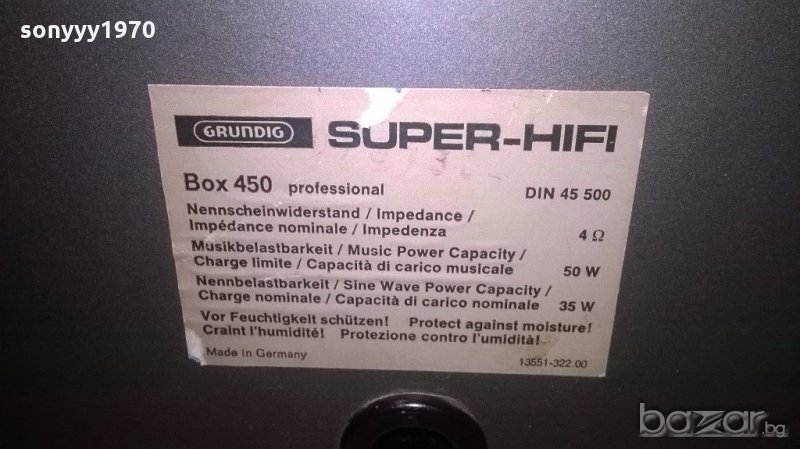 sonyyy1970
GRUNDIG SUPER-HIFI
Box 450 professional DIN 45 500
Nennscheinwiderstand / Impedance /
Impédance nominale / Impedenza 4 Ω
Musikbelastbarkeit / Music Power Capacity /
Charge limite / Capacità di carico musicale 50 W
Nennbelastbarkeit / Sine Wave Power Capacity /
Charge nominale / Capacità di carico nominale 35 W
Vor Feuchtigkeit schützen! Protect against moisture!
Craint l'humidité! Protezione contro l'umidità!
Made in Germany 13551-322.00
bazar.bg